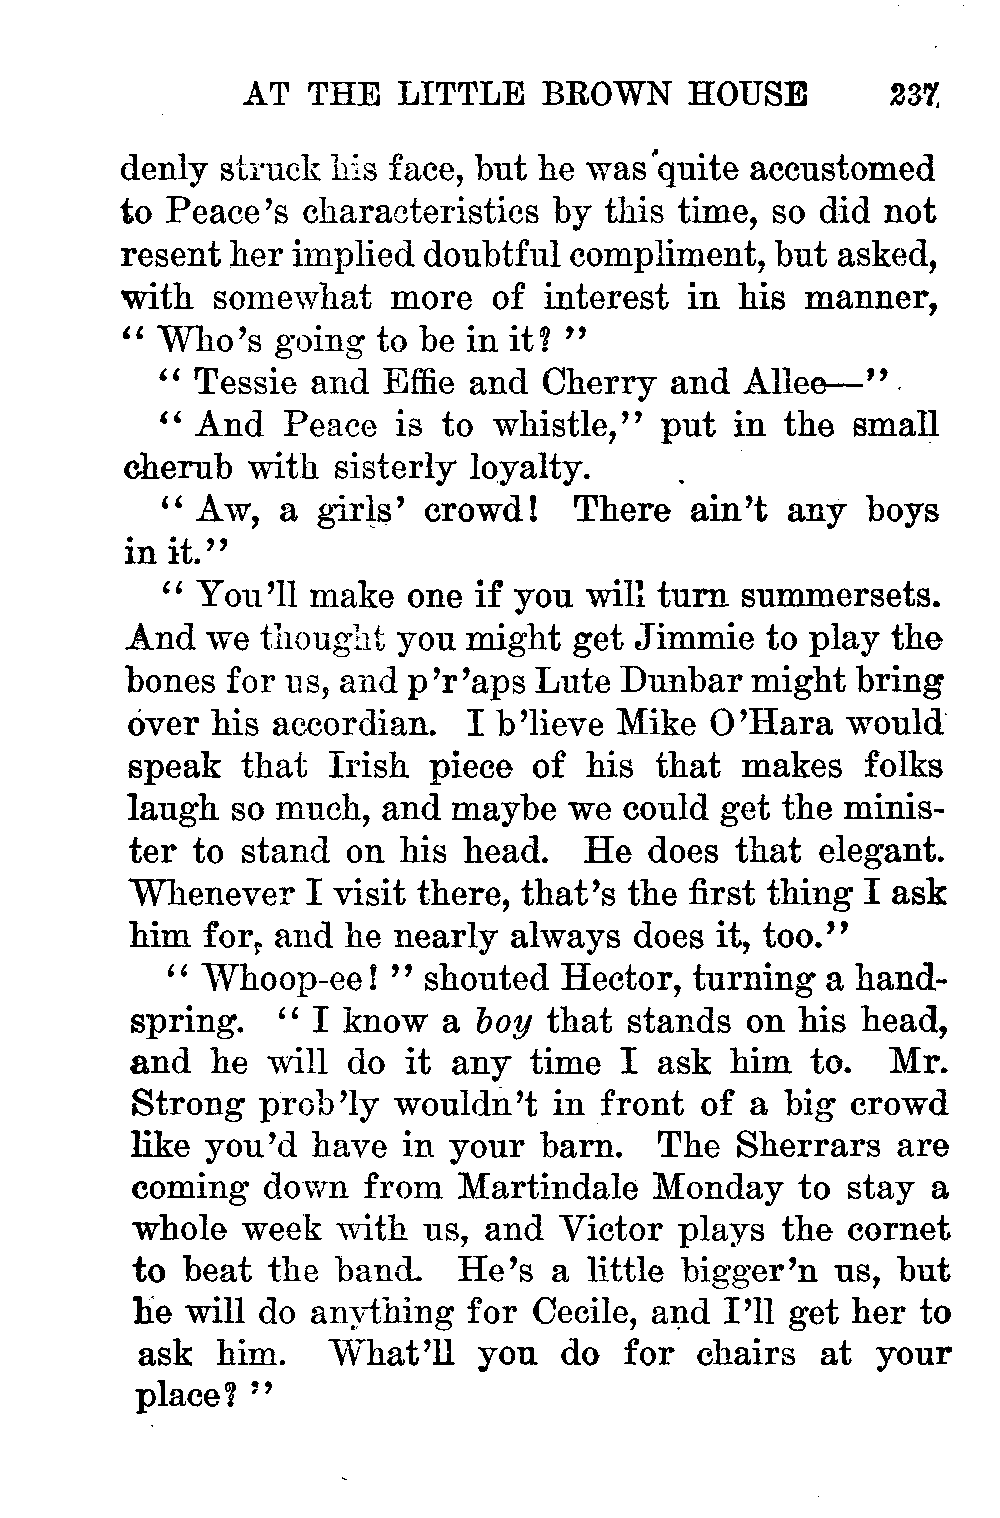 AT THE LITTLE BROWN HOUSE 237
denly struck his face, but he was quite accustomed
to Peace's characteristics by this time, so did not
resent her implied doubtful compliment, but asked,
with somewhat more of interest in his manner,
“ Who's going to be in it? ”
“ Tessie and Effie and Cherry and Allee—”
“ And Peace is to whistle,” put in the small
cherub with sisterly loyalty.
“ Aw, a girls' crowd! There ain't any boys
in it.”
“ You'll make one if you will turn summersets.
And we thought you might get Jimmie to play the
bones for us, and p'r'aps Lute Dunbar might bring
over his accordian. I b'lieve Mike O'Hara would
speak that Irish piece of his that makes folks
laugh so much, and maybe we could get the minis-
ter to stand on his head. He does that elegant.
Whenever I visit there, that's the first thing I ask
him for, and he nearly always does it, too.”
“ Whoop-ee! ” shouted Hector, turning a hand-
spring. “ I know a boy that stands on his head,
and he will do it any time I ask him to. Mr.
Strong prob'ly wouldn't in front of a big crowd
like you'd have in your barn. The Sherrars are
coming down from Martindale Monday to stay a
whole week with us, and Victor plays the cornet
to beat the band. He's a little bigger'n us, but
he will do anything for Cecile, and I'll get her to
ask him. What'll you do for chairs at your
place? ”